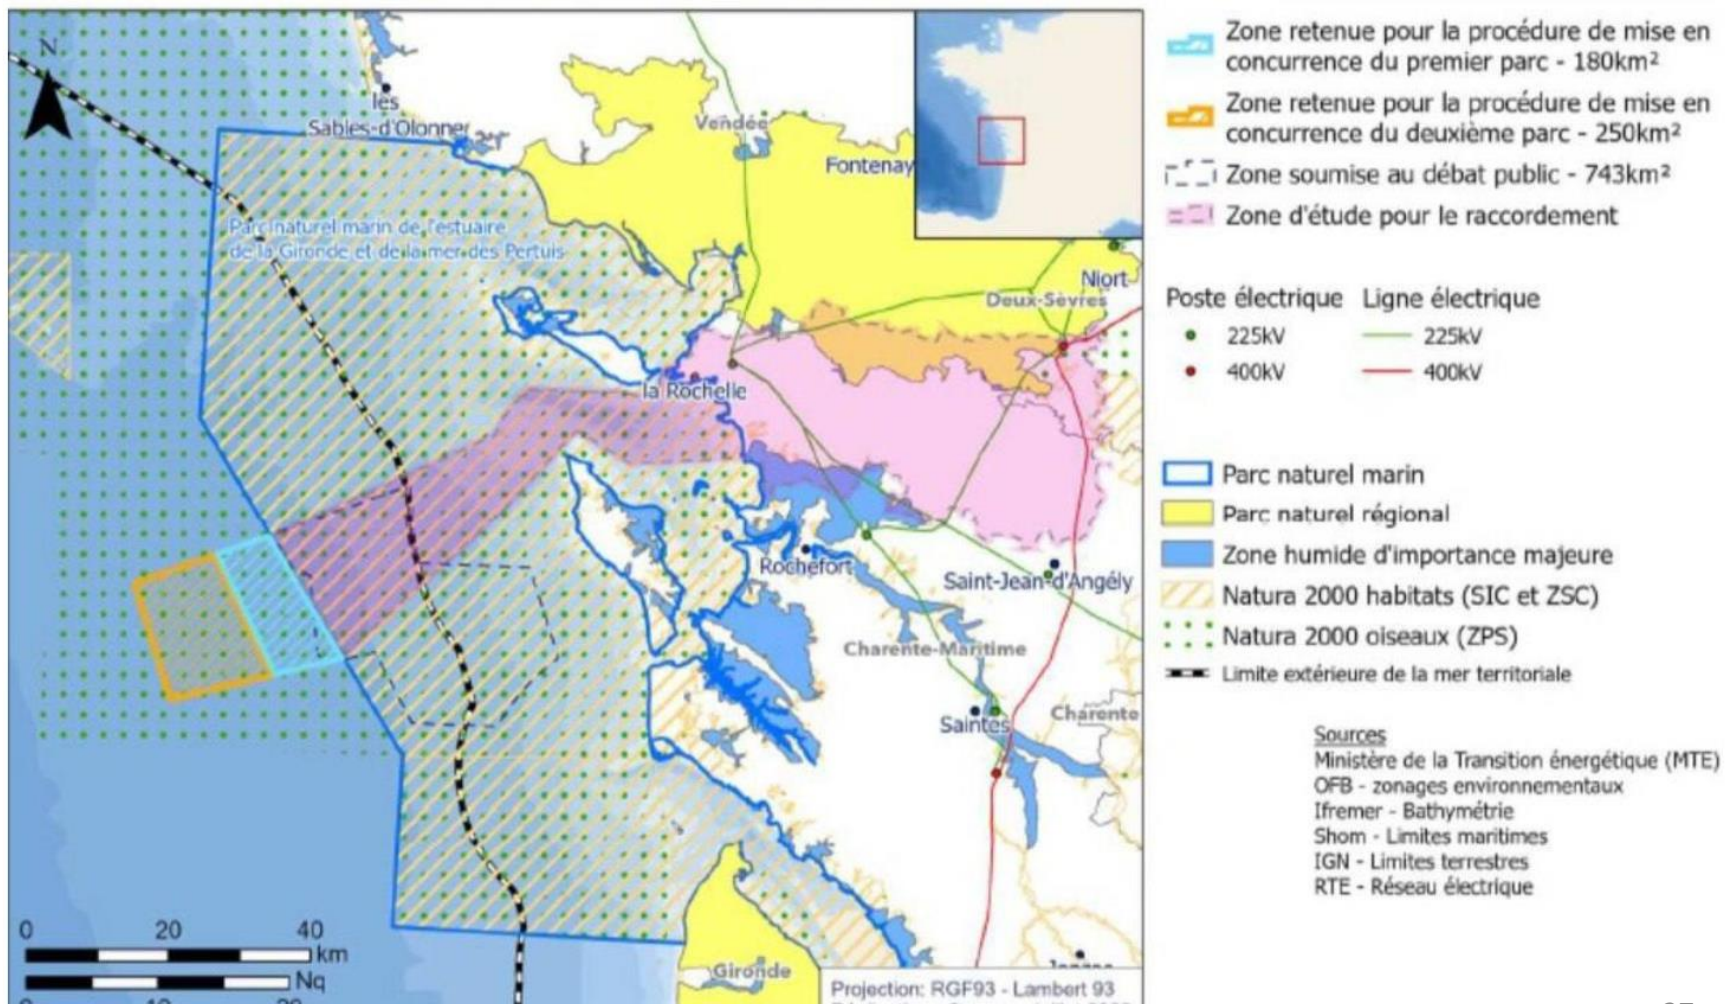 N
les
Sables-d'Olonne
Vendée
Fontenay
Parc naturel marin de l'estuaire
de la Gironde et de la mer des Pertuis
Niort
Deux-Sèvres
la Rochelle
Rochefort
Saint-Jean-d'Angély
Charente-Maritime
Saintes
Charente
Gironde
0 20 40
km
Nq
Projection: RGF93 - Lambert 93
Zone retenue pour la procédure de mise en
concurrence du premier parc - 180km²
Zone retenue pour la procédure de mise en
concurrence du deuxième parc - 250km²
Zone soumise au débat public - 743km²
Zone d'étude pour le raccordement
Poste électrique Ligne électrique
225kV 225kV
400kV 400kV
Parc naturel marin
Parc naturel régional
Zone humide d'importance majeure
Natura 2000 habitats (SIC et ZSC)
Natura 2000 oiseaux (ZPS)
Limite extérieure de la mer territoriale
Sources
Ministère de la Transition énergétique (MTE)
OFB - zonages environnementaux
Ifremer - Bathymétrie
Shom - Limites maritimes
IGN - Limites terrestres
RTE - Réseau électrique